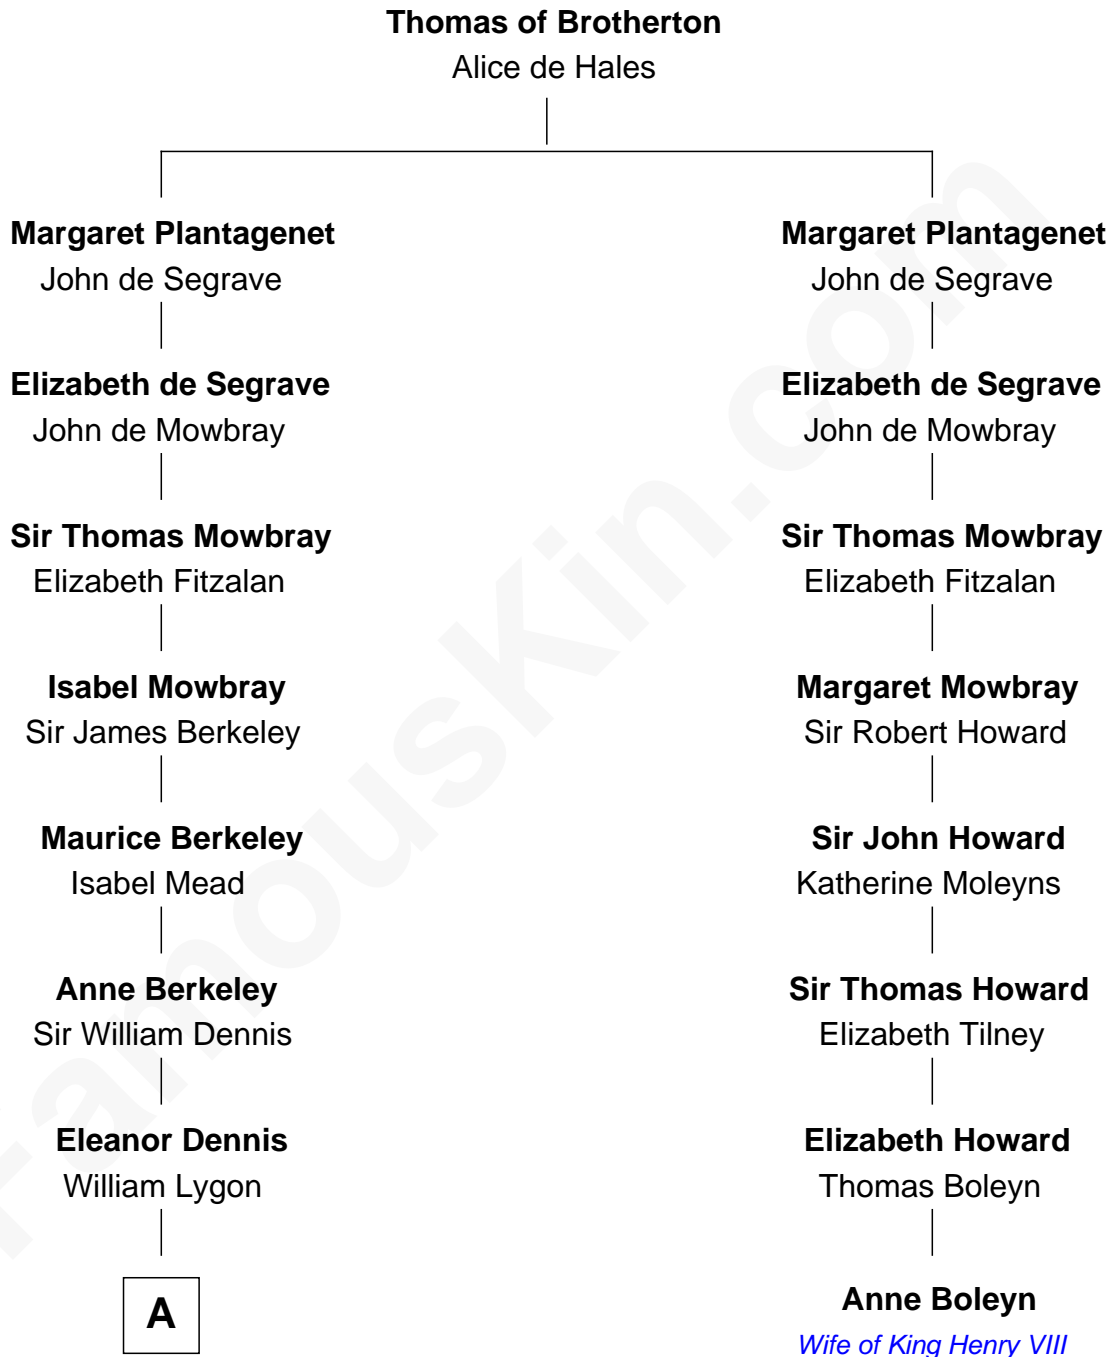 Thomas of Brotherton
Alice de Hales
Margaret Plantagenet
John de Segrave
Elizabeth de Segrave
John de Mowbray
Sir Thomas Mowbray
Elizabeth Fitzalan
Isabel Mowbray
Sir James Berkeley
Maurice Berkeley
Isabel Mead
Anne Berkeley
Sir William Dennis
Eleanor Dennis
William Lygon
A
Margaret Plantagenet
John de Segrave
Elizabeth de Segrave
John de Mowbray
Sir Thomas Mowbray
Elizabeth Fitzalan
Margaret Mowbray
Sir Robert Howard
Sir John Howard
Katherine Moleyns
Sir Thomas Howard
Elizabeth Tilney
Elizabeth Howard
Thomas Boleyn
Anne Boleyn
Wife of King Henry VIII
FamousKin.com